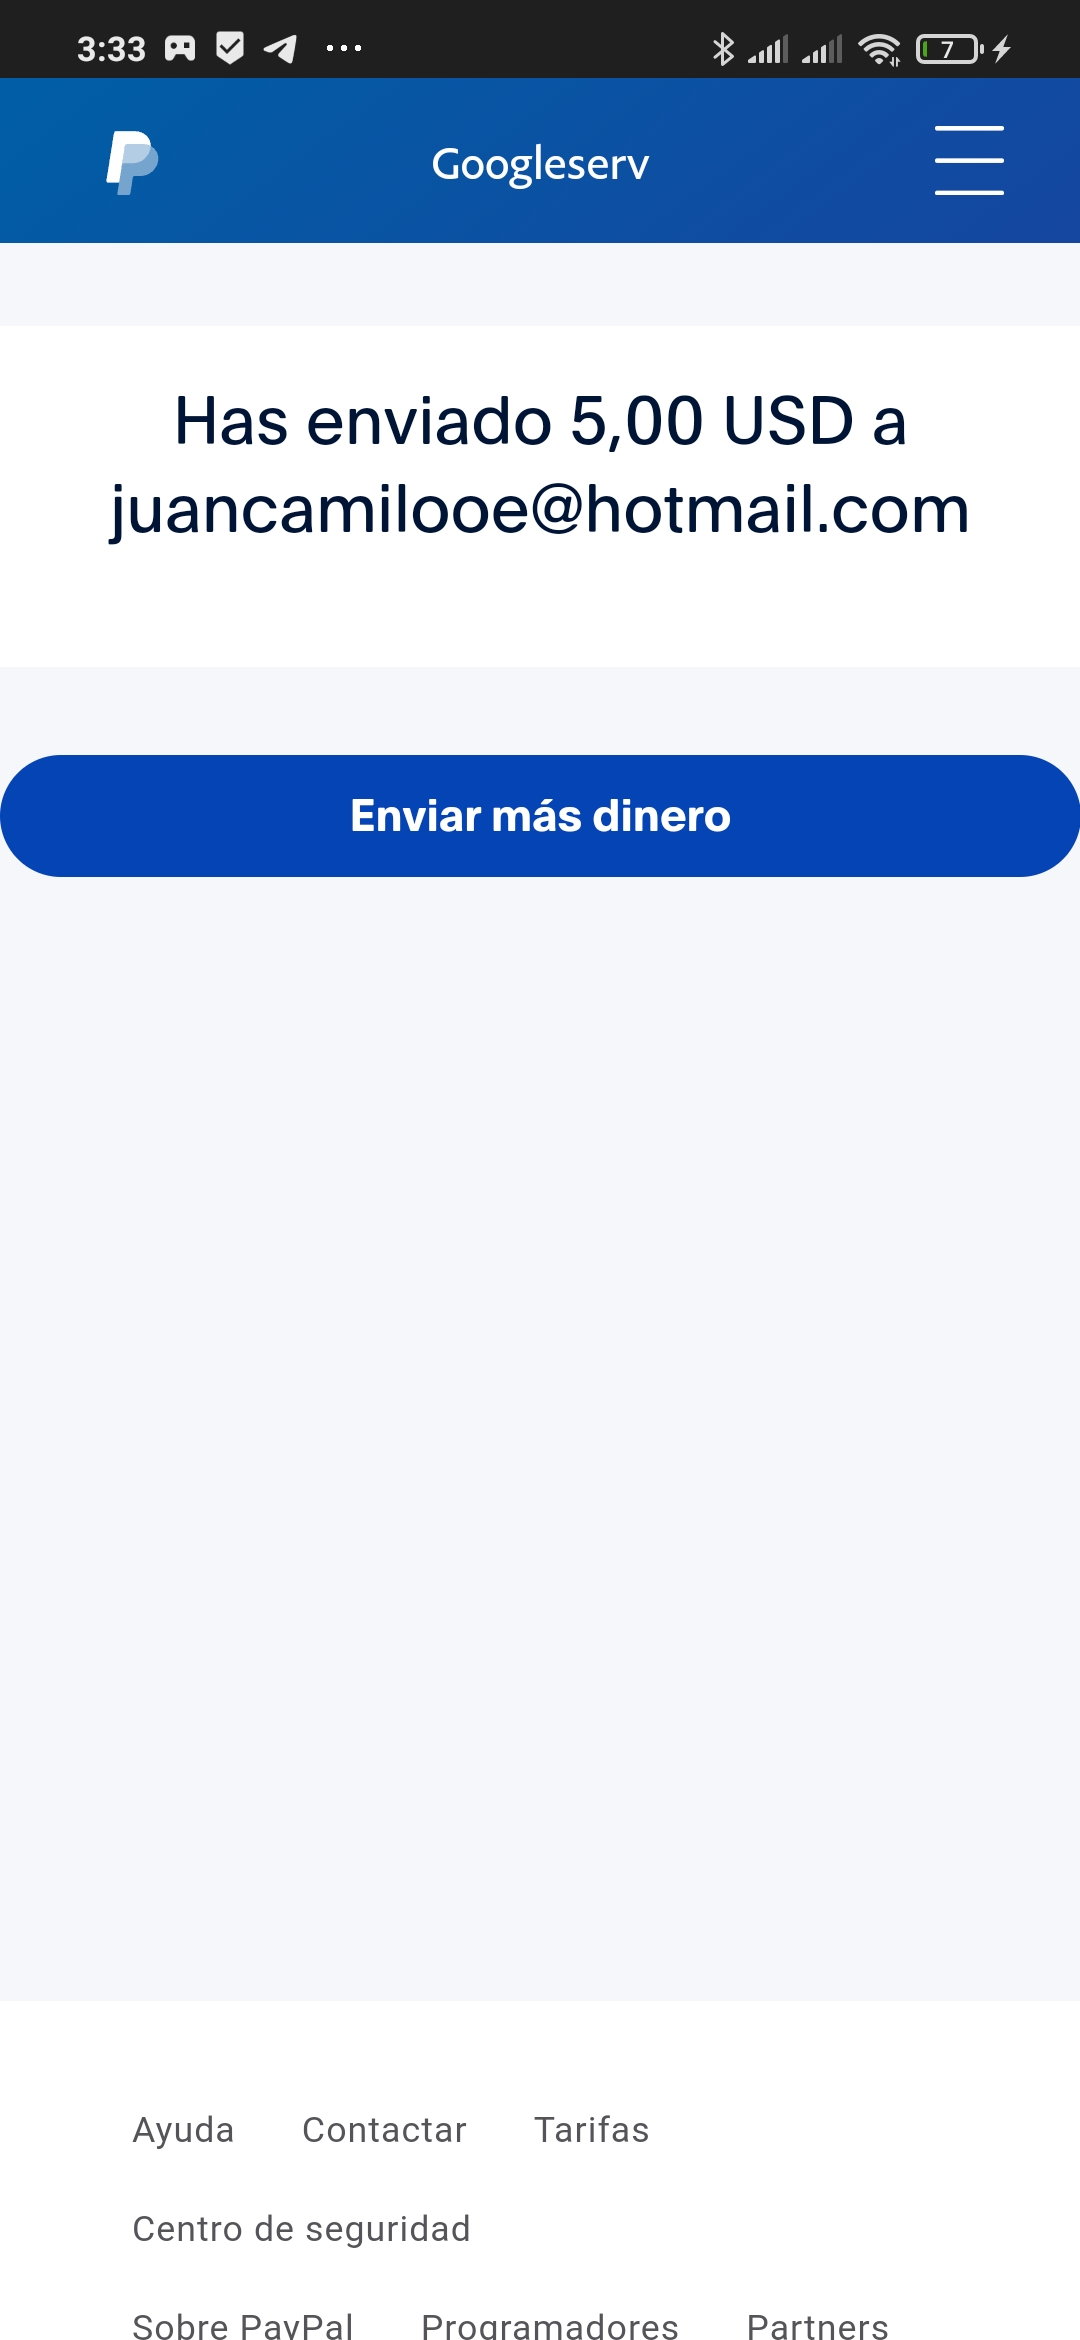 3:33
7
Googleserv
Has enviado 5,00 USD a
juancamilooe@hotmail.com
Enviar más dinero
Ayuda Contactar Tarifas
Centro de seguridad
Sobre PayPal Programadores Partners